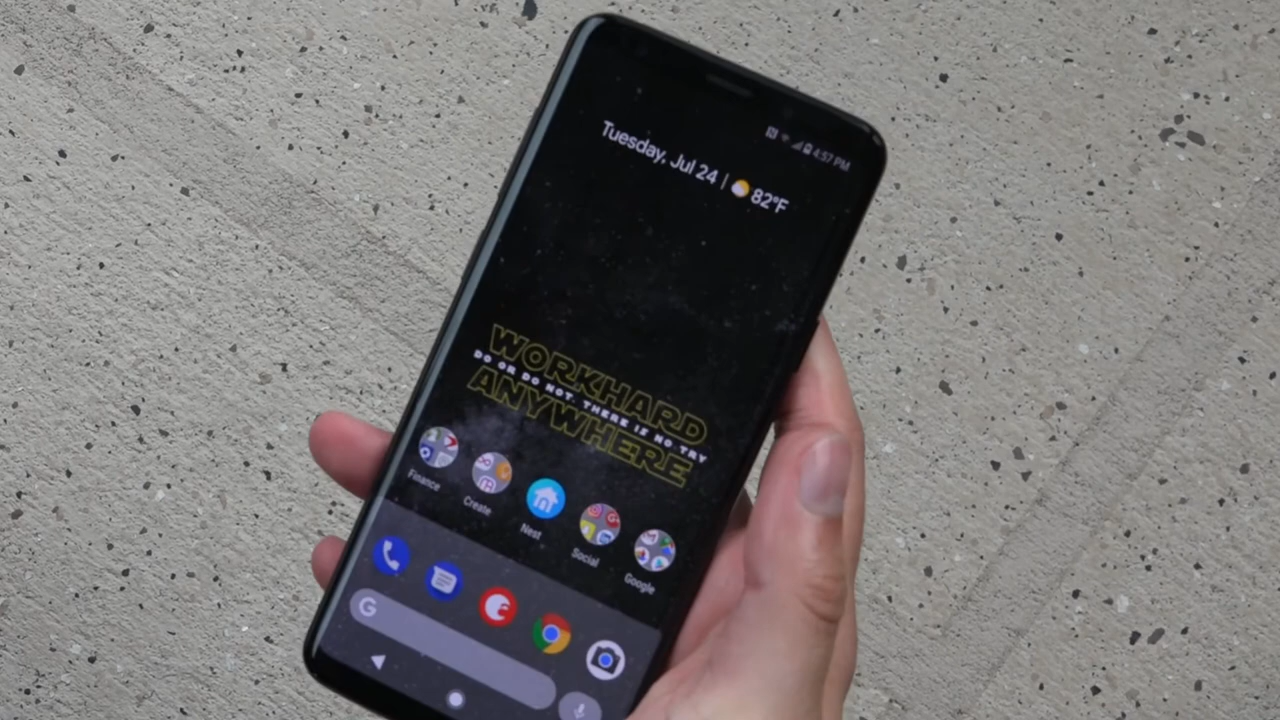 4:57 PM
Tuesday, Jul 24 | 82°F
WORKHARD
DO OR DO NOT. THERE IS NO TRY
ANYWHERE
Finance
Create
Nest
Social
Google
G